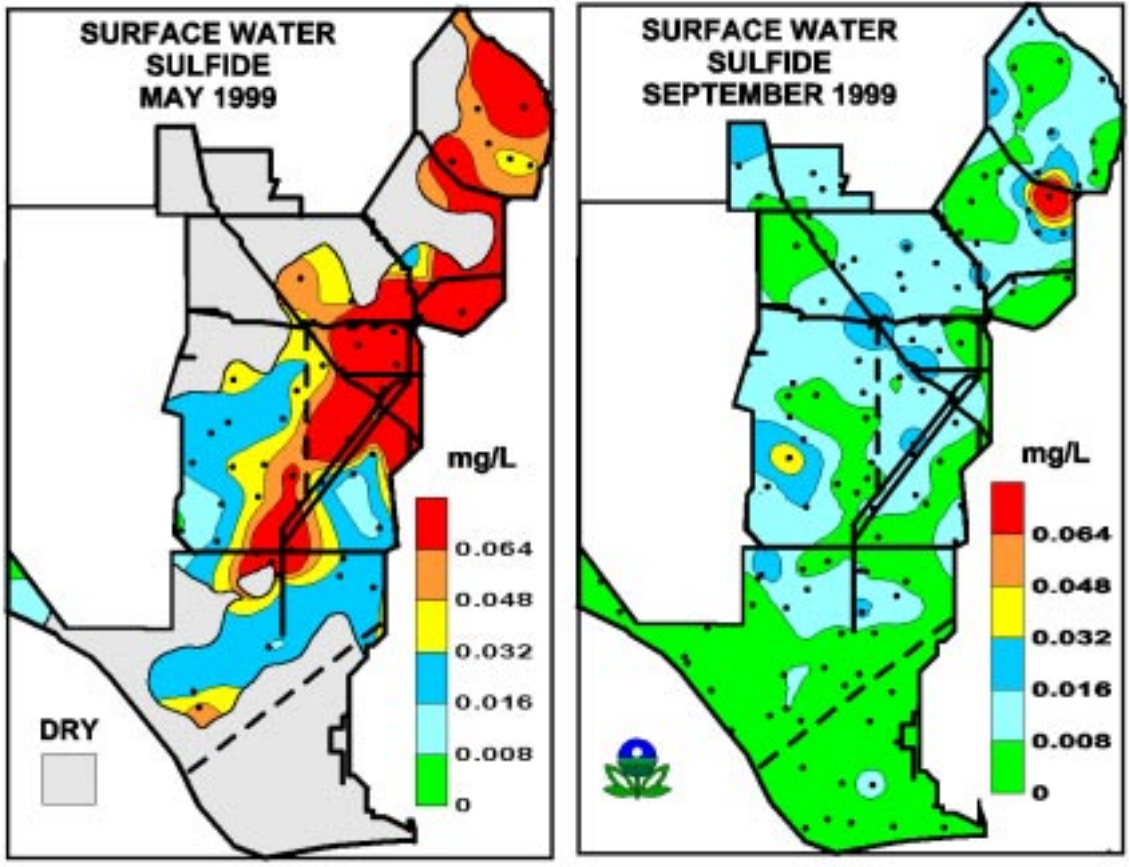 SURFACE WATER
SULFIDE
MAY 1999
mg/L
0.064
0.048
0.032
0.016
0.008
0
DRY
SURFACE WATER
SULFIDE
SEPTEMBER 1999
mg/L
0.064
0.048
0.032
0.016
0.008
0